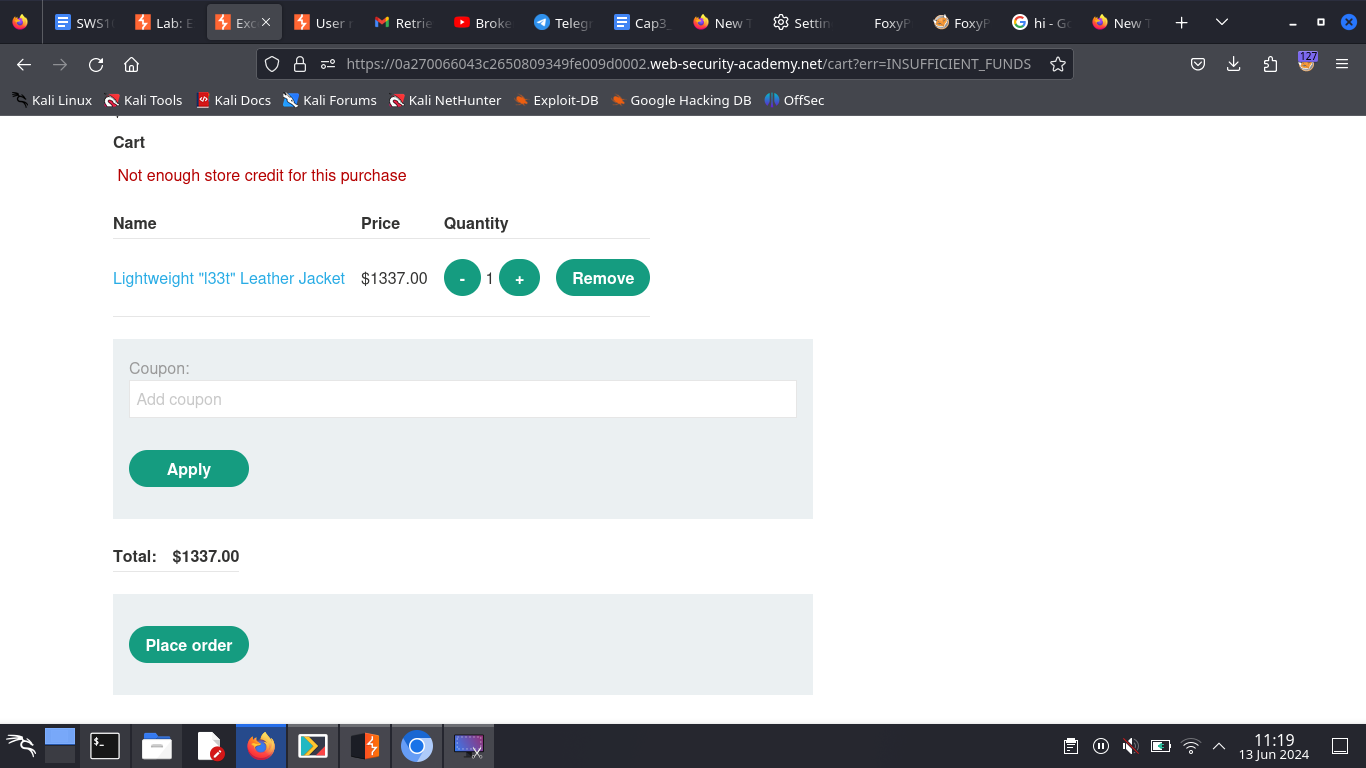 SWS1
Lab: E
Exc
User
Retrie
Broke
Teleg
Cap3_
New T
Settin
FoxyP
FoxyP
hi - Go
New T
https://0a270066043c2650809349fe009d0002.web-security-academy.net/cart?err=INSUFFICIENT_FUNDS
127
Kali Linux Kali Tools Kali Docs Kali Forums Kali NetHunter Exploit-DB Google Hacking DB OffSec
Cart
Not enough store credit for this purchase
Name Price Quantity
Lightweight "l33t" Leather Jacket $1337.00 - 1 + Remove
Coupon:
Add coupon
Apply
Total: $1337.00
Place order
11:19
13 Jun 2024